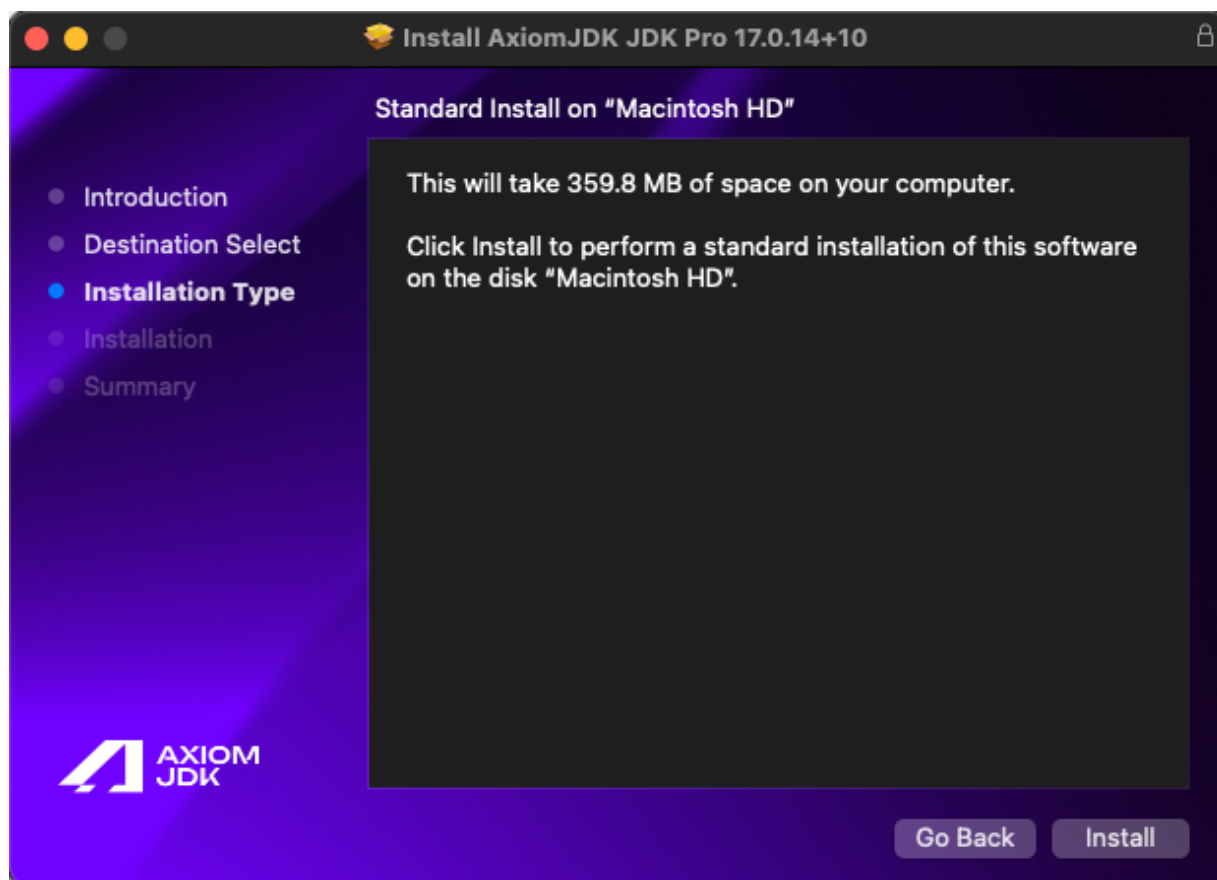 Install AxiomJDK JDK Pro 17.0.14+10
Standard Install on “Macintosh HD”
Introduction
Destination Select
Installation Type
Installation
Summary
This will take 359.8 MB of space on your computer.
Click Install to perform a standard installation of this software
on the disk “Macintosh HD”.
AXIOM
JDK
Go Back
Install